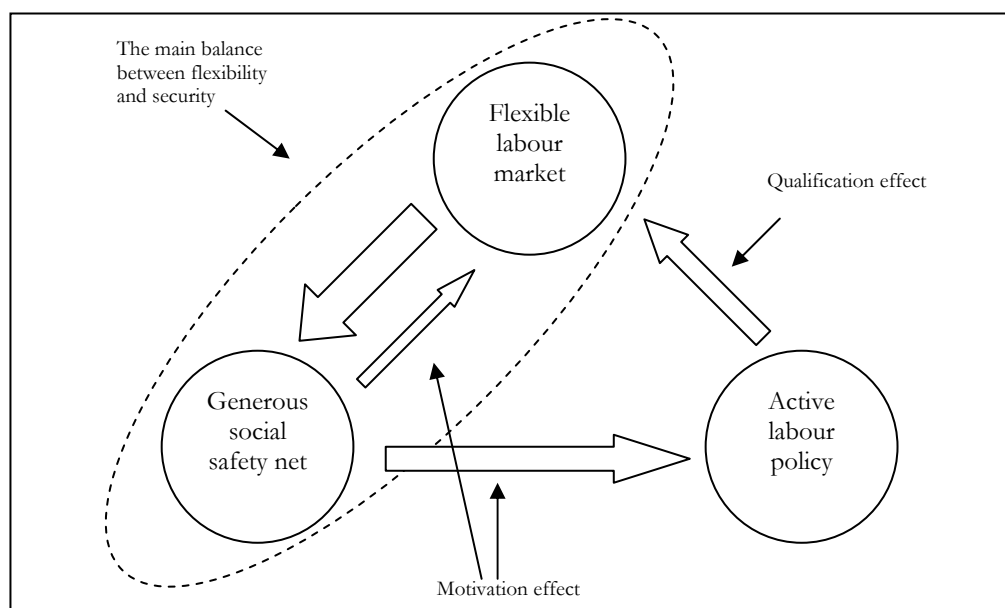 The main balance
between flexibility
and security
Flexible
labour
market
Qualification effect
Generous
social
safety net
Active
labour
policy
Motivation effect